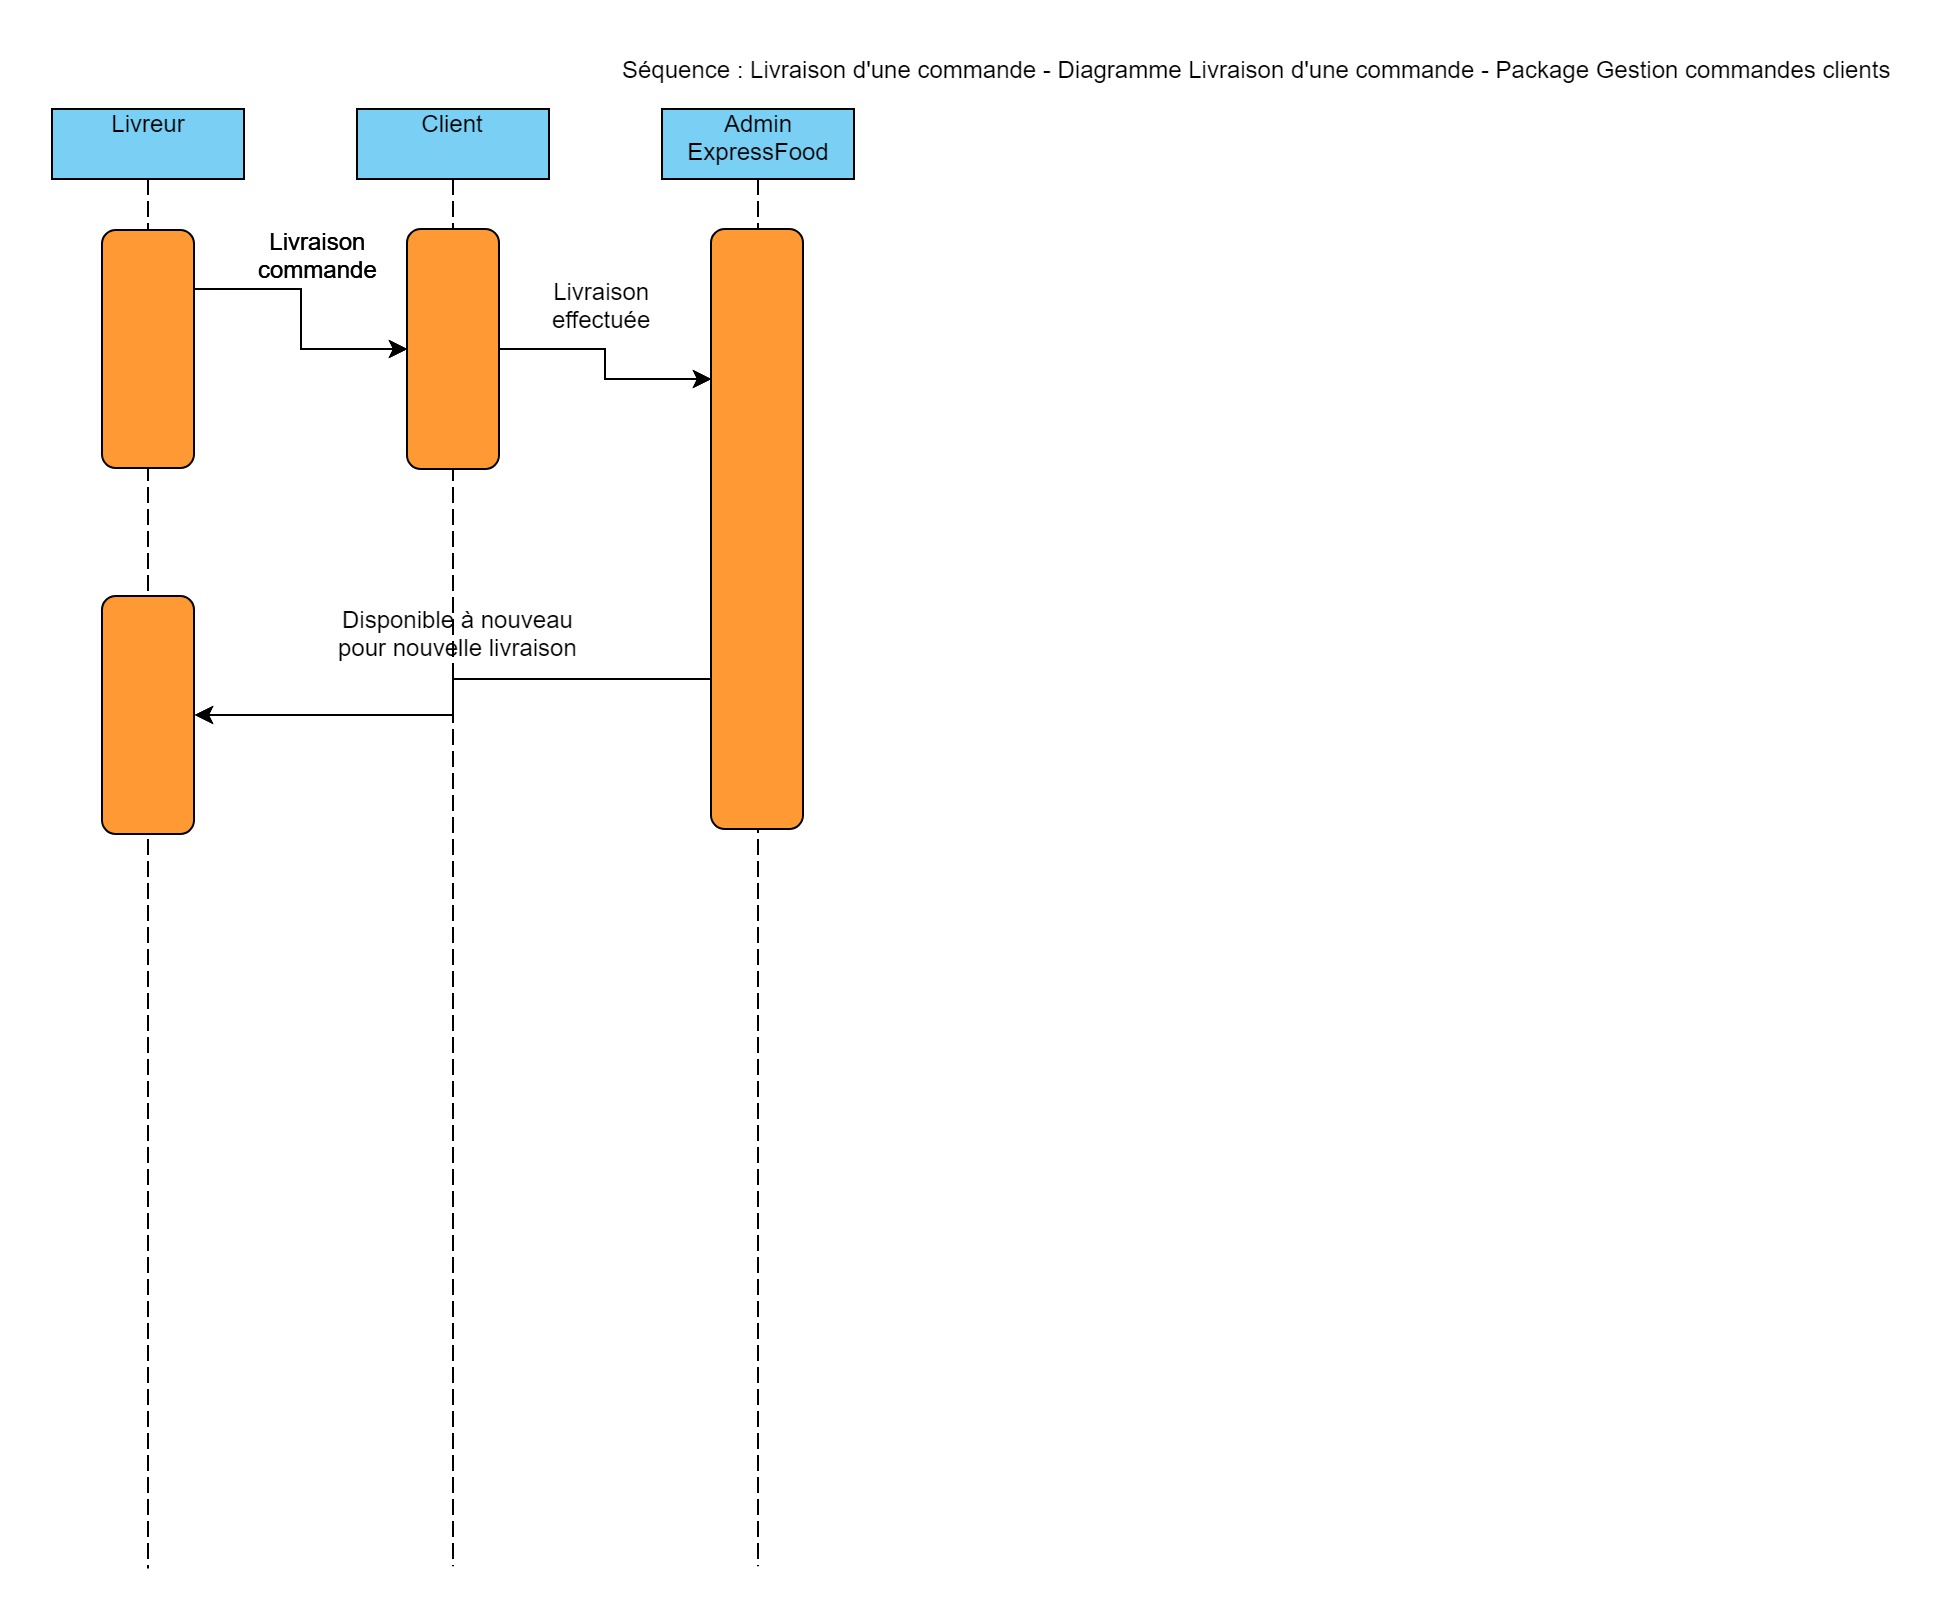 Séquence : Livraison d'une commande - Diagramme Livraison d'une commande - Package Gestion commandes clients
Livreur
Client
Admin
ExpressFood
Livraison
commande
Livraison
effectuée
Disponible à nouveau
pour nouvelle livraison